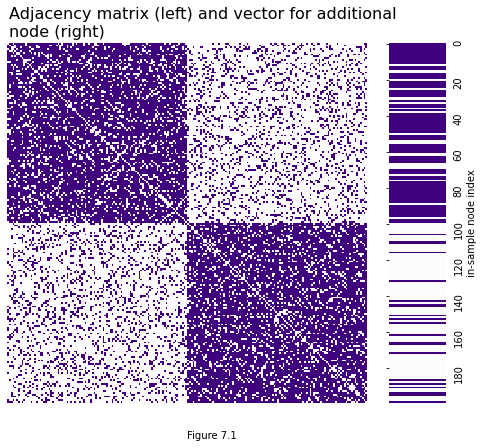 Adjacency matrix (left) and vector for additional
node (right)
0
20
40
60
80
100
120
140
160
180
in-sample node index
Figure 7.1